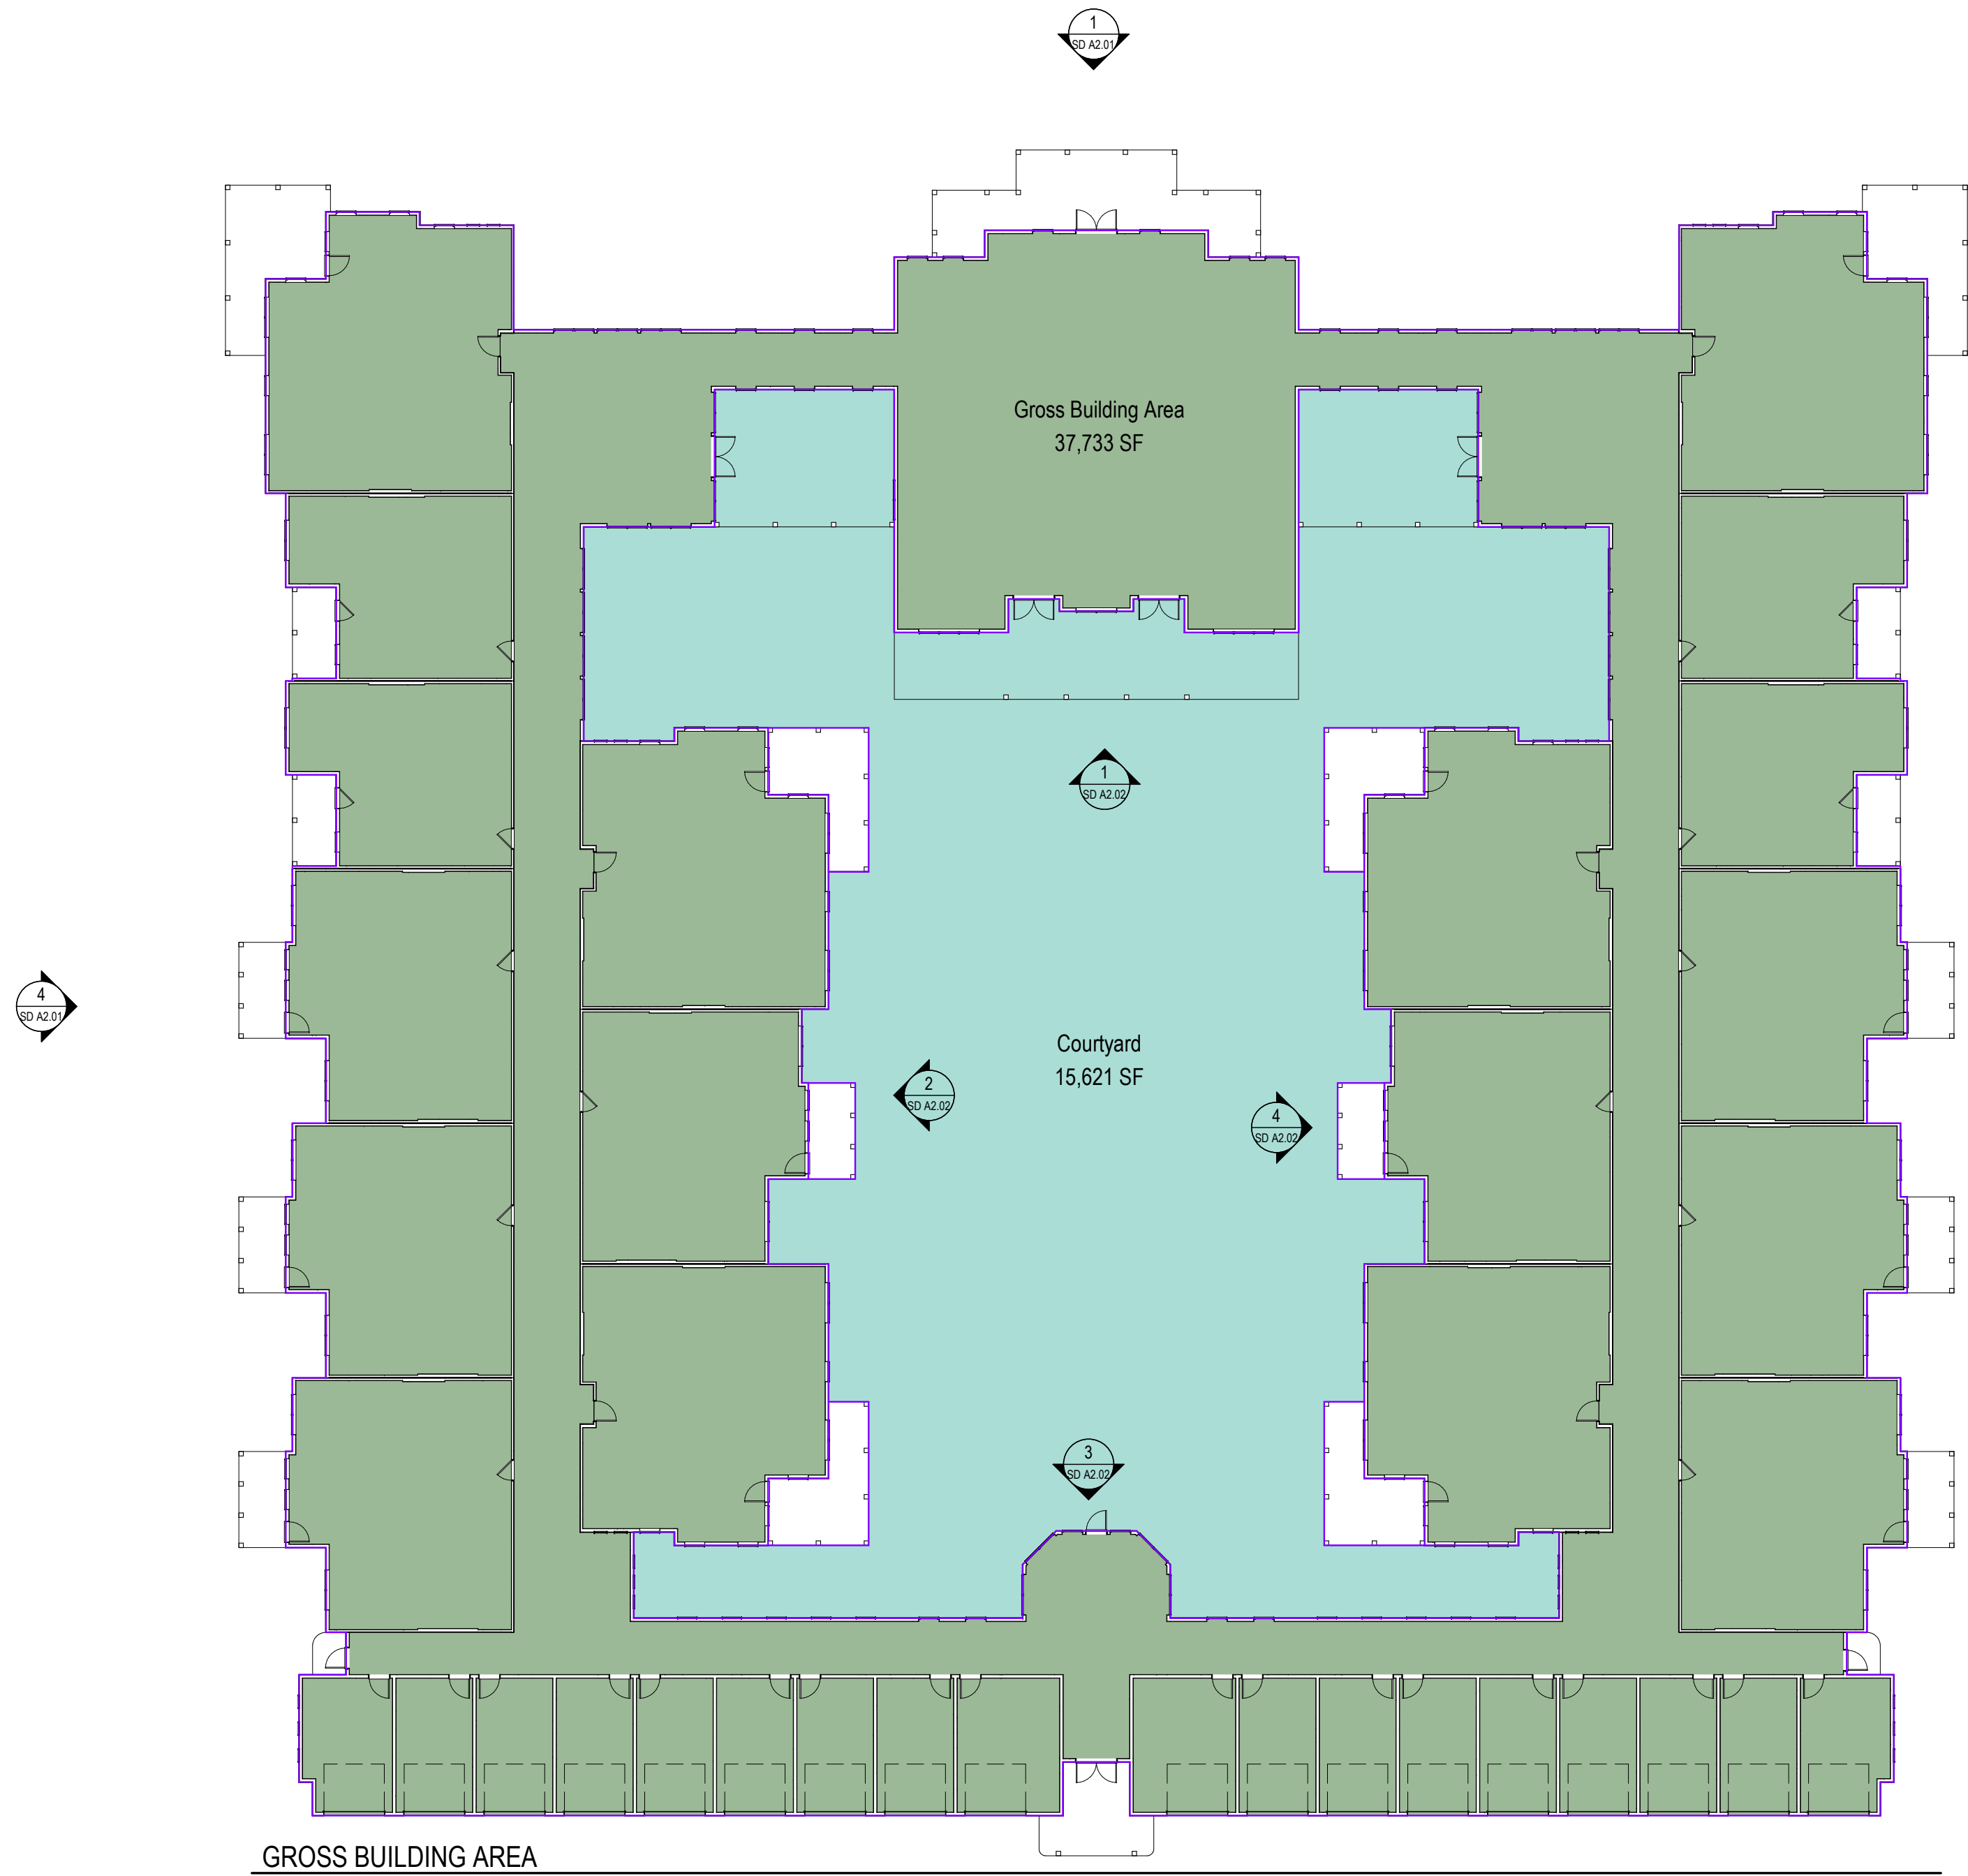 1
SD A2.01
Gross Building Area
37,733 SF
1
SD A2.02
4
SD A2.01
Courtyard
15,621 SF
2
SD A2.02
4
SD A2.02
3
SD A2.02
GROSS BUILDING AREA